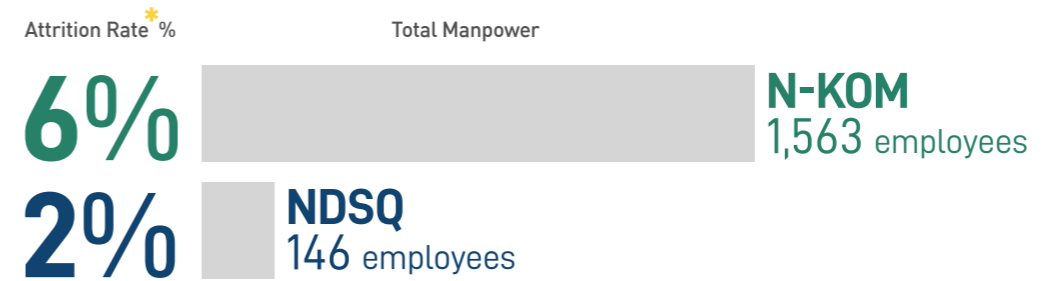 Attrition Rate*%
Total Manpower
6%
N-KOM
1,563 employees
2%
NDSQ
146 employees